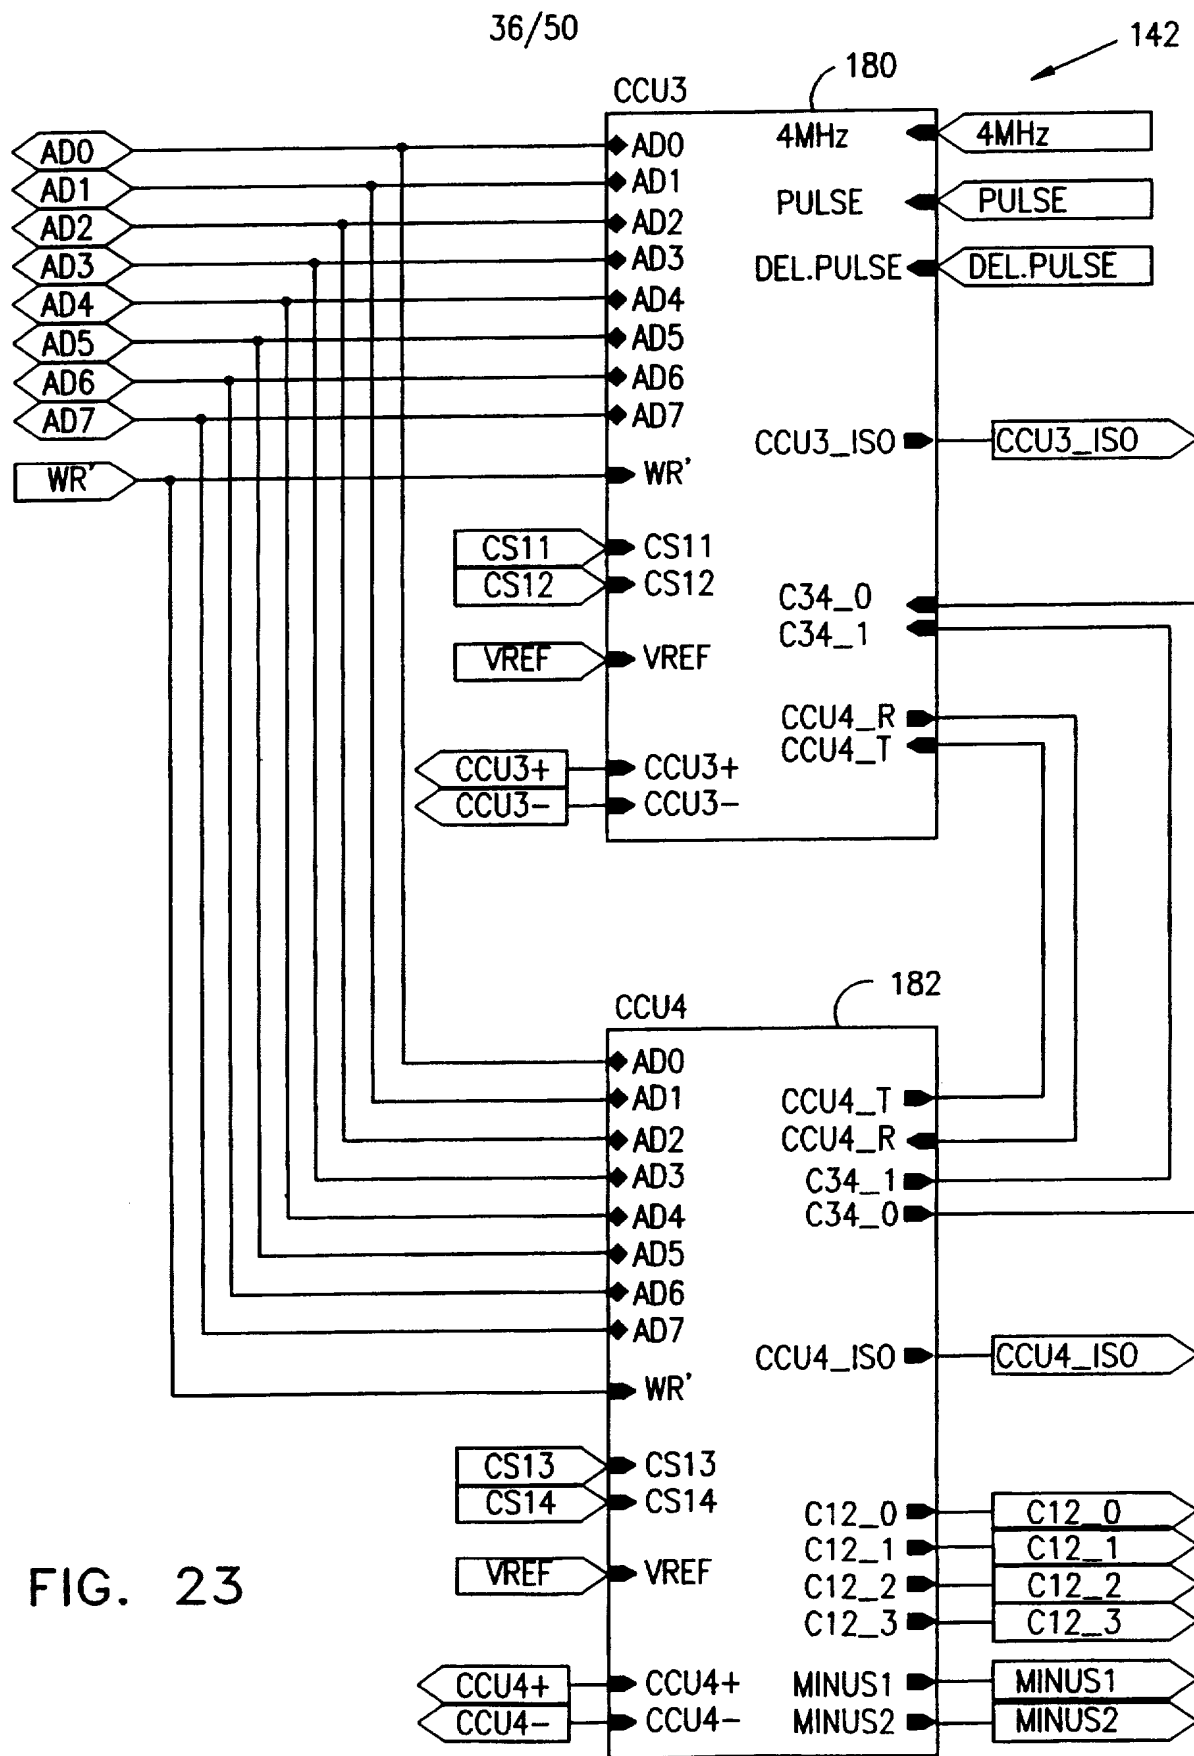 36/50
142
CCU3
180
AD0 AD0 4MHz 4MHz
AD1 AD1
AD2 AD2 PULSE PULSE
AD3 AD3 DEL.PULSE DEL.PULSE
AD4 AD4
AD5 AD5
AD6 AD6
AD7 AD7
CCU3_ISO CCU3_ISO
WR' WR'
CS11 CS11
CS12 CS12
C34_0
C34_1
VREF VREF
CCU4_R
CCU4_T
CCU3+ CCU3+
CCU3- CCU3-
CCU4
182
AD0
AD1 CCU4_T
AD2 CCU4_R
AD3 C34_1
AD4 C34_0
AD5
AD6
AD7
CCU4_ISO CCU4_ISO
WR'
CS13 CS13
CS14 CS14
C12_0 C12_0
C12_1 C12_1
VREF VREF
C12_2 C12_2
C12_3 C12_3
FIG. 23
CCU4+ CCU4+ MINUS1 MINUS1
CCU4- CCU4- MINUS2 MINUS2